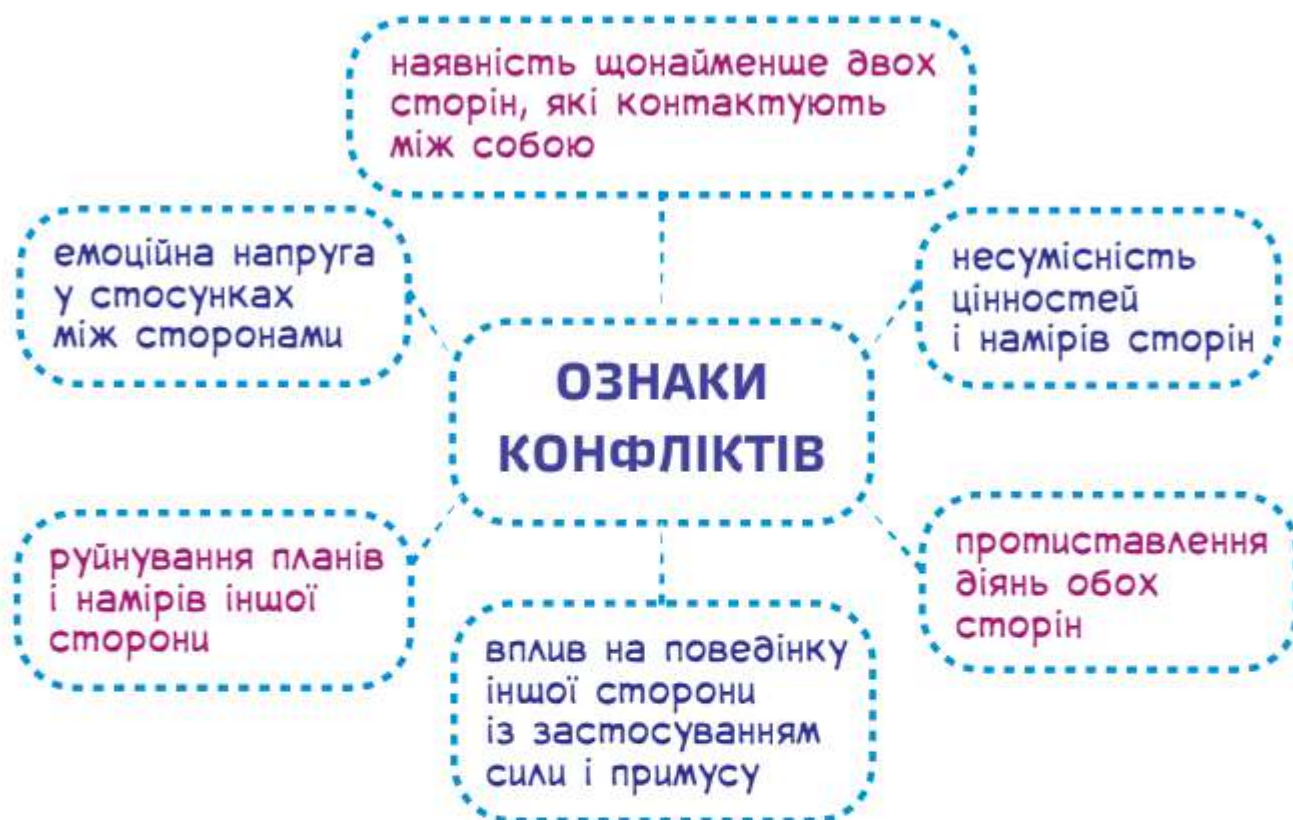 наявність щонайменше двох
сторін, які контактують
між собою
емоційна напруга
у стосунках
між сторонами
несумісність
цінностей
і намірів сторін
ОЗНАКИ
КОНФЛІКТІВ
руйнування планів
і намірів іншої
сторони
протиставлення
діянь обох
сторін
вплив на поведінку
іншої сторони
із застосуванням
сили і примусу